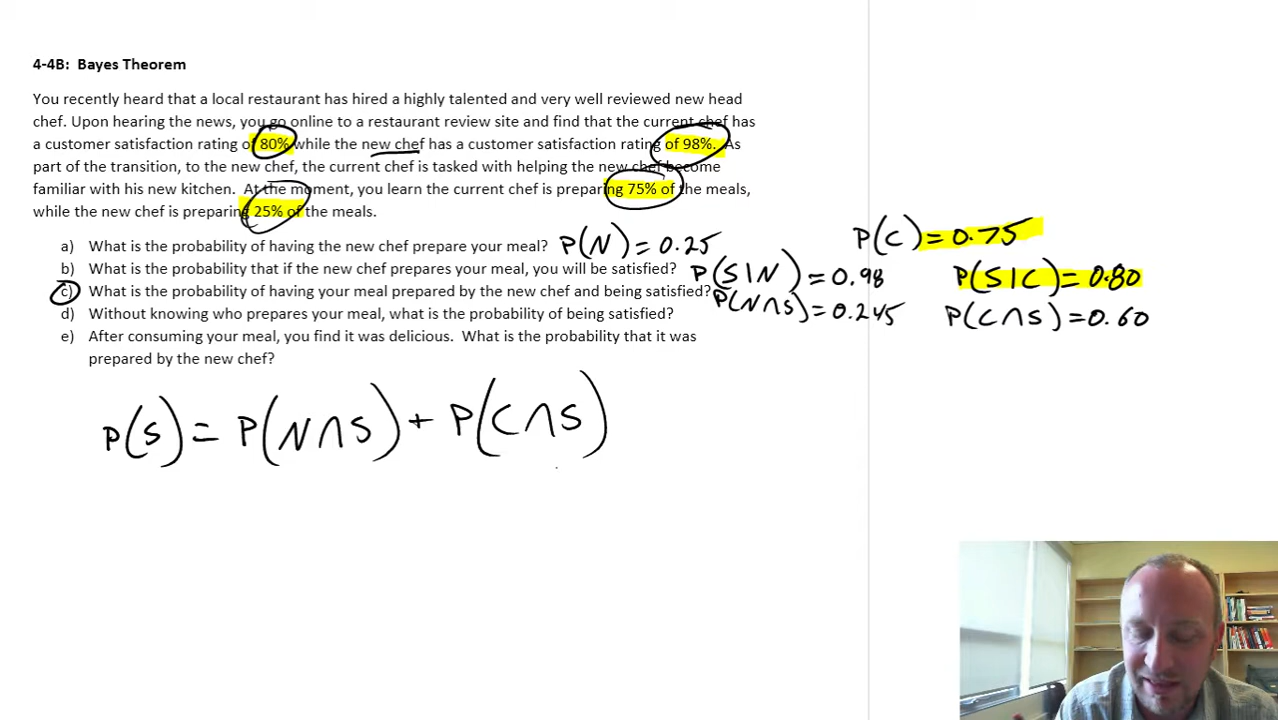 4-4B: Bayes Theorem
You recently heard that a local restaurant has hired a highly talented and very well reviewed new head
chef. Upon hearing the news, you go online to a restaurant review site and find that the current chef has
a customer satisfaction rating of 80% while the new chef has a customer satisfaction rating of 98%. As
part of the transition, to the new chef, the current chef is tasked with helping the new chef become
familiar with his new kitchen. At the moment, you learn the current chef is preparing 75% of the meals,
while the new chef is preparing 25% of the meals.
a) What is the probability of having the new chef prepare your meal? P(N) = 0.25
P(C) = 0.75
b) What is the probability that if the new chef prepares your meal, you will be satisfied? P(S|N) = 0.98 P(S|C) = 0.80
c) What is the probability of having your meal prepared by the new chef and being satisfied? P(N∩S) = 0.245 P(C∩S) = 0.60
d) Without knowing who prepares your meal, what is the probability of being satisfied?
e) After consuming your meal, you find it was delicious. What is the probability that it was
prepared by the new chef?
P(S) = P(N∩S) + P(C∩S)